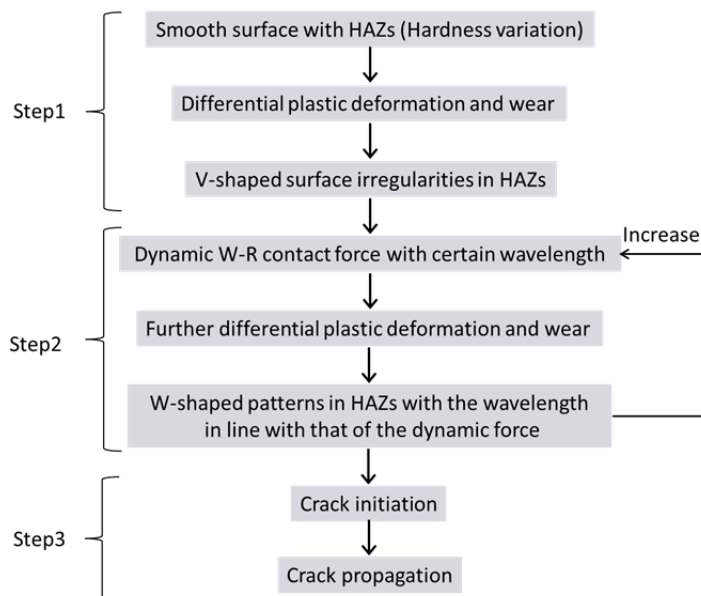 Smooth surface with HAZs (Hardness variation)
Step1
Differential plastic deformation and wear
V-shaped surface irregularities in HAZs
Increase
Dynamic W-R contact force with certain wavelength
Further differential plastic deformation and wear
Step2
W-shaped patterns in HAZs with the wavelength
in line with that of the dynamic force
Crack initiation
Step3
Crack propagation